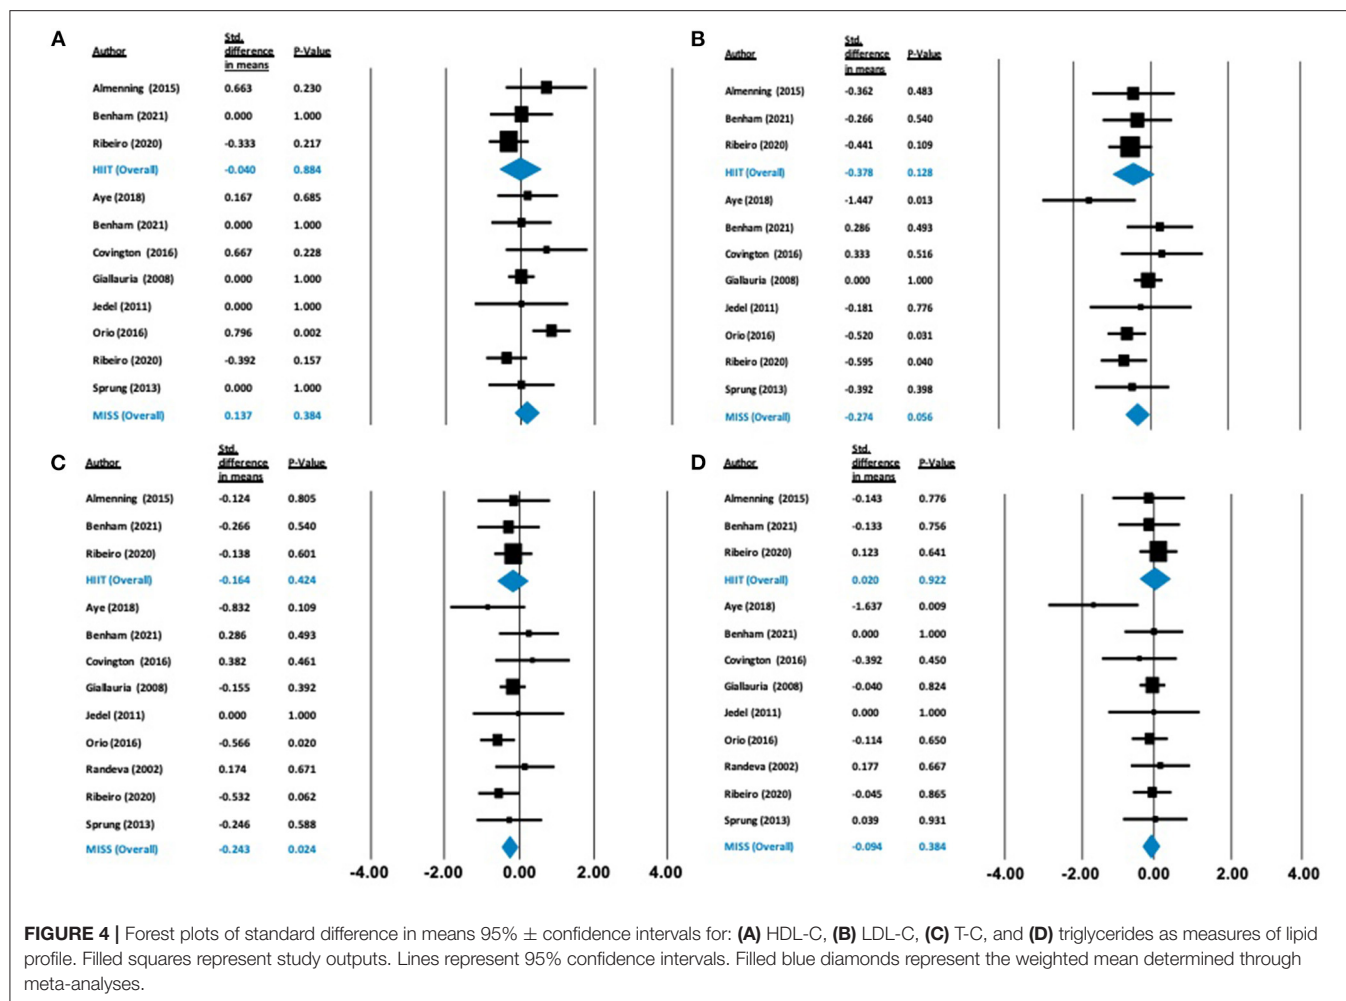 A
Author Std. difference in means P-Value
Almenning (2015) 0.663 0.230
Benham (2021) 0.000 1.000
Ribeiro (2020) -0.333 0.217
HIIT (Overall) -0.040 0.884
Aye (2018) 0.167 0.685
Benham (2021) 0.000 1.000
Covington (2016) 0.667 0.228
Giallauria (2008) 0.000 1.000
Jedel (2011) 0.000 1.000
Orio (2016) 0.796 0.002
Ribeiro (2020) -0.392 0.157
Sprung (2013) 0.000 1.000
MISS (Overall) 0.137 0.384
B
Author Std. difference in means P-Value
Almenning (2015) -0.362 0.483
Benham (2021) -0.266 0.540
Ribeiro (2020) -0.441 0.109
HIIT (Overall) -0.378 0.128
Aye (2018) -1.447 0.013
Benham (2021) 0.286 0.493
Covington (2016) 0.333 0.516
Giallauria (2008) 0.000 1.000
Jedel (2011) -0.181 0.776
Orio (2016) -0.520 0.031
Ribeiro (2020) -0.595 0.040
Sprung (2013) -0.392 0.398
MISS (Overall) -0.274 0.056
C
Author Std. difference in means P-Value
Almenning (2015) -0.124 0.805
Benham (2021) -0.266 0.540
Ribeiro (2020) -0.138 0.601
HIIT (Overall) -0.164 0.424
Aye (2018) -0.832 0.109
Benham (2021) 0.286 0.493
Covington (2016) 0.382 0.461
Giallauria (2008) -0.155 0.392
Jedel (2011) 0.000 1.000
Orio (2016) -0.566 0.020
Randeva (2002) 0.174 0.671
Ribeiro (2020) -0.532 0.062
Sprung (2013) -0.246 0.588
MISS (Overall) -0.243 0.024
-4.00 -2.00 0.00 2.00 4.00
D
Author Std. difference in means P-Value
Almenning (2015) -0.143 0.776
Benham (2021) -0.133 0.756
Ribeiro (2020) 0.123 0.641
HIIT (Overall) 0.020 0.922
Aye (2018) -1.637 0.009
Benham (2021) 0.000 1.000
Covington (2016) -0.392 0.450
Giallauria (2008) -0.040 0.824
Jedel (2011) 0.000 1.000
Orio (2016) -0.114 0.650
Randeva (2002) 0.177 0.667
Ribeiro (2020) -0.045 0.865
Sprung (2013) 0.039 0.931
MISS (Overall) -0.094 0.384
-4.00 -2.00 0.00 2.00 4.00
FIGURE 4 | Forest plots of standard difference in means 95% ± confidence intervals for: (A) HDL-C, (B) LDL-C, (C) T-C, and (D) triglycerides as measures of lipid
profile. Filled squares represent study outputs. Lines represent 95% confidence intervals. Filled blue diamonds represent the weighted mean determined through
meta-analyses.